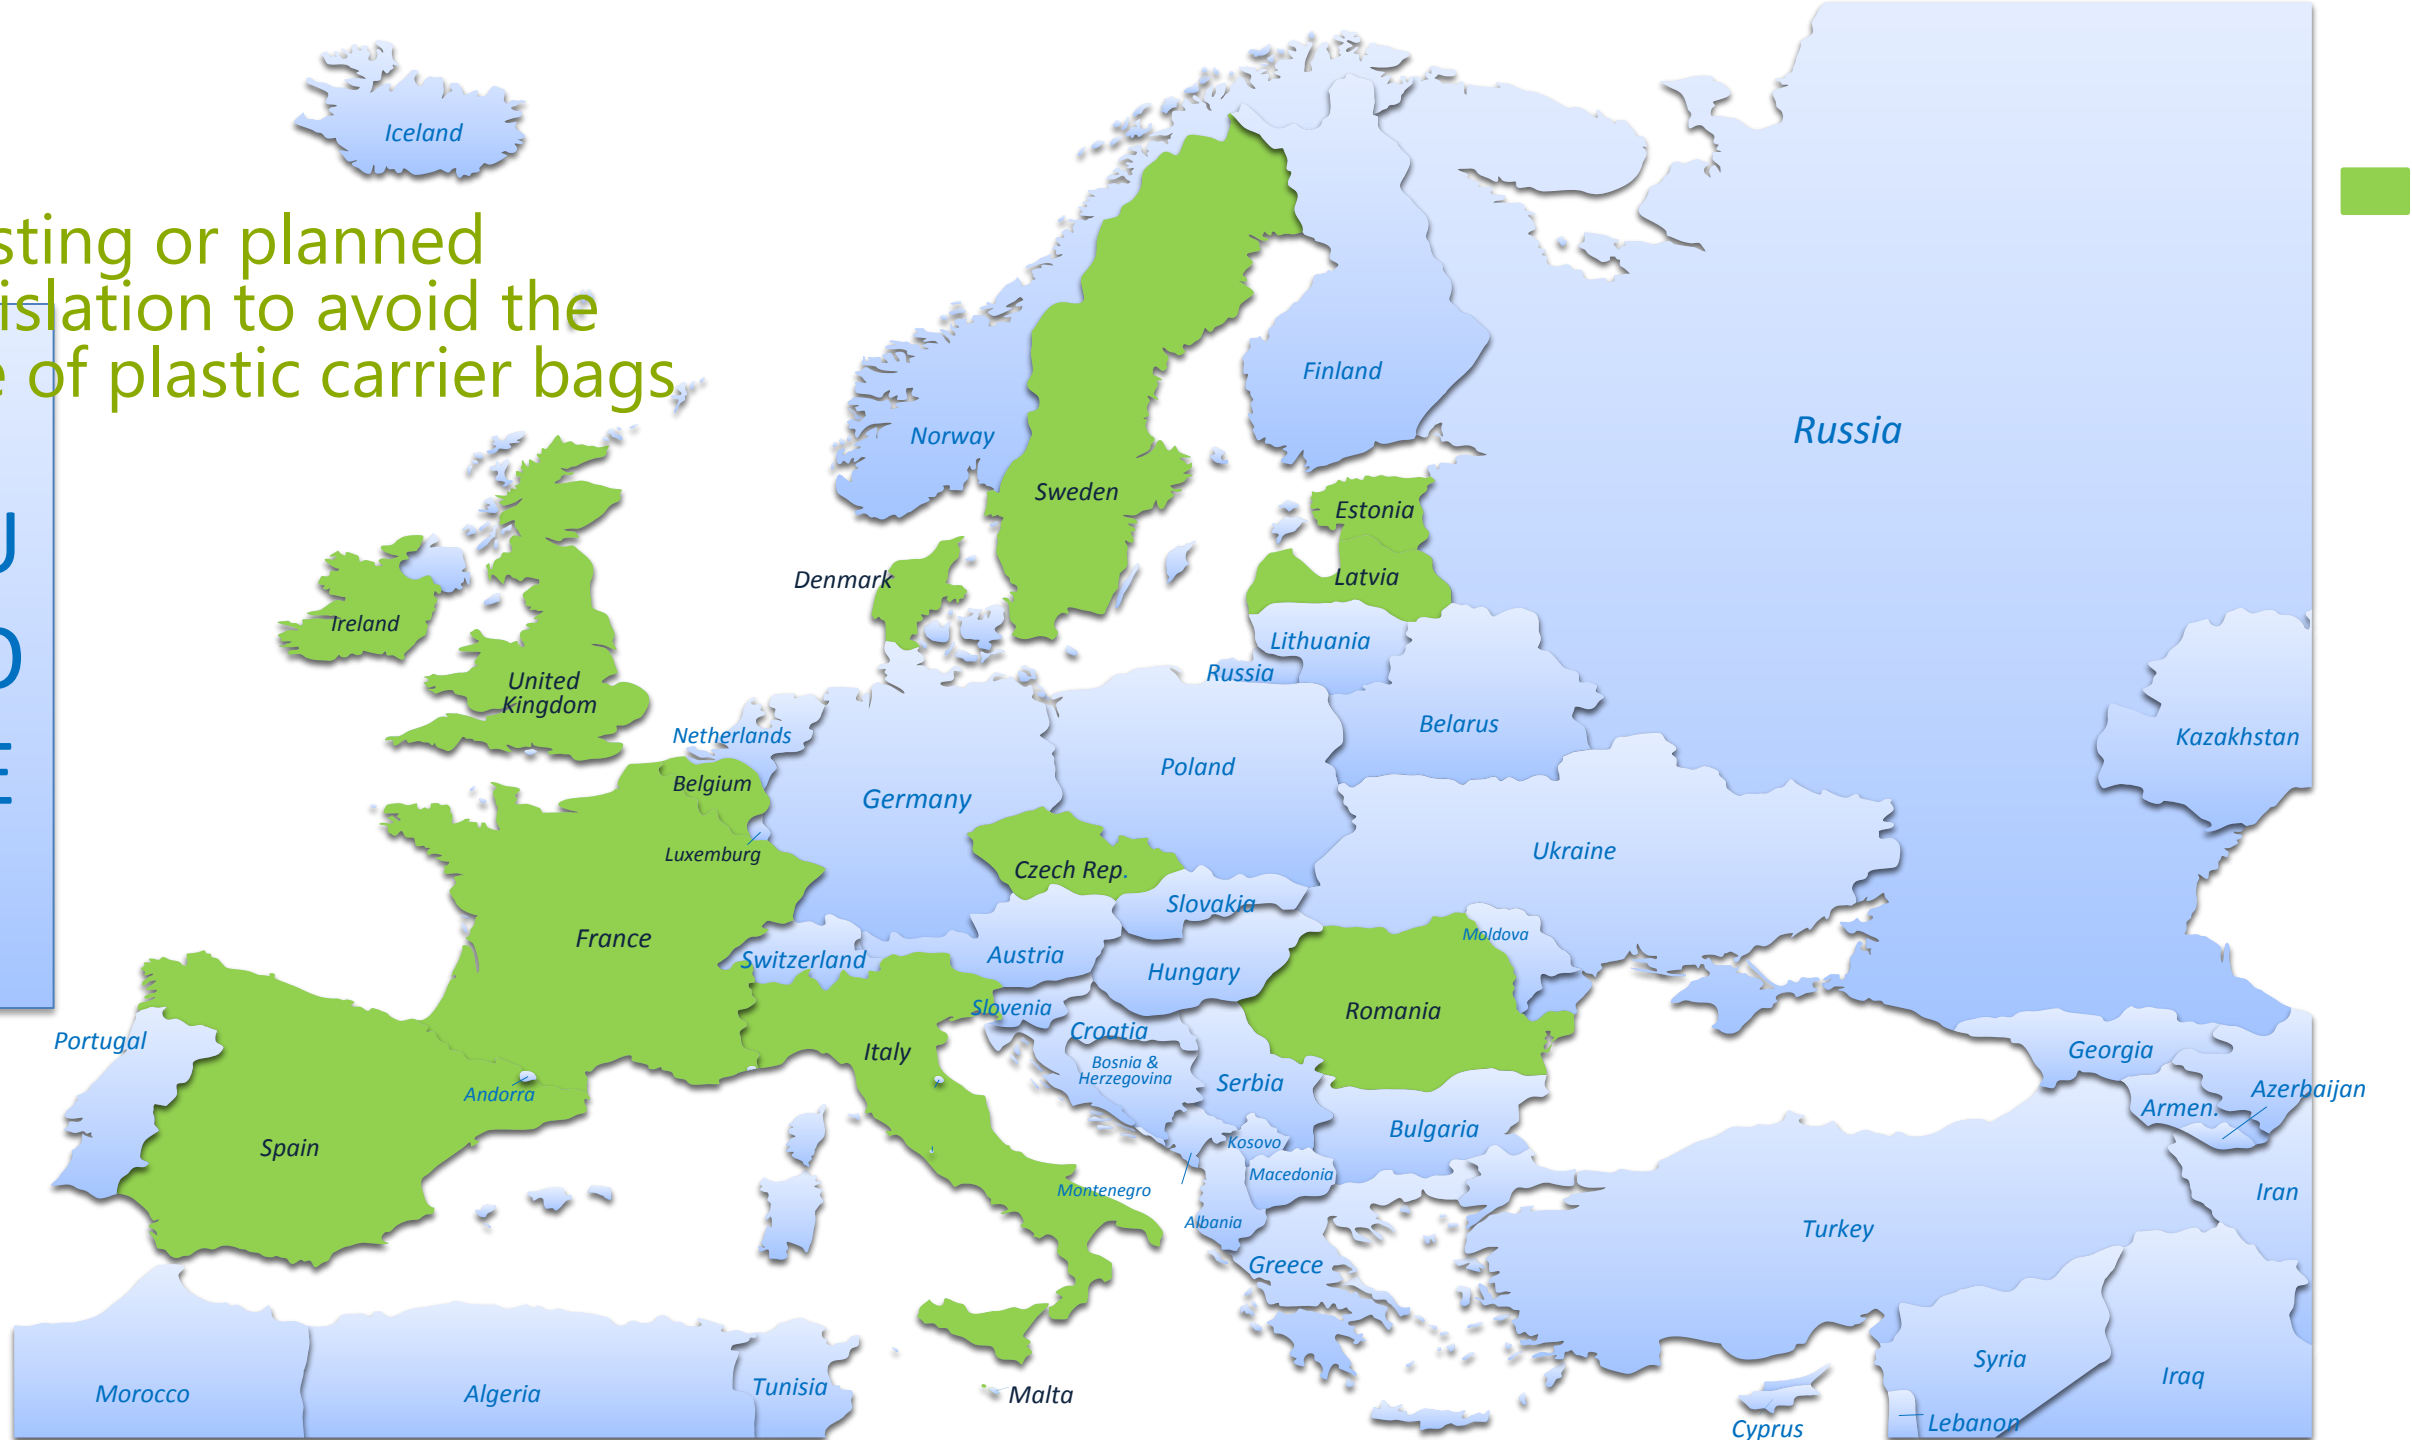 Iceland
sting or planned
islation to avoid the
e of plastic carrier bags
U
E
Finland
Norway
Russia
Sweden
Estonia
Denmark
Latvia
Ireland
Lithuania
Russia
United
Kingdom
Netherlands
Belarus
Kazakhstan
Poland
Belgium
Germany
Luxemburg
Ukraine
Czech Rep.
Slovakia
France
Moldova
Switzerland
Austria
Hungary
Slovenia
Romania
Portugal
Croatia
Italy
Georgia
Bosnia &
Herzegovina
Serbia
Andorra
Azerbaijan
Armen.
Spain
Bulgaria
Kosovo
Macedonia
Montenegro
Iran
Albania
Turkey
Greece
Syria
Iraq
Morocco
Algeria
Tunisia
Malta
Cyprus
Lebanon